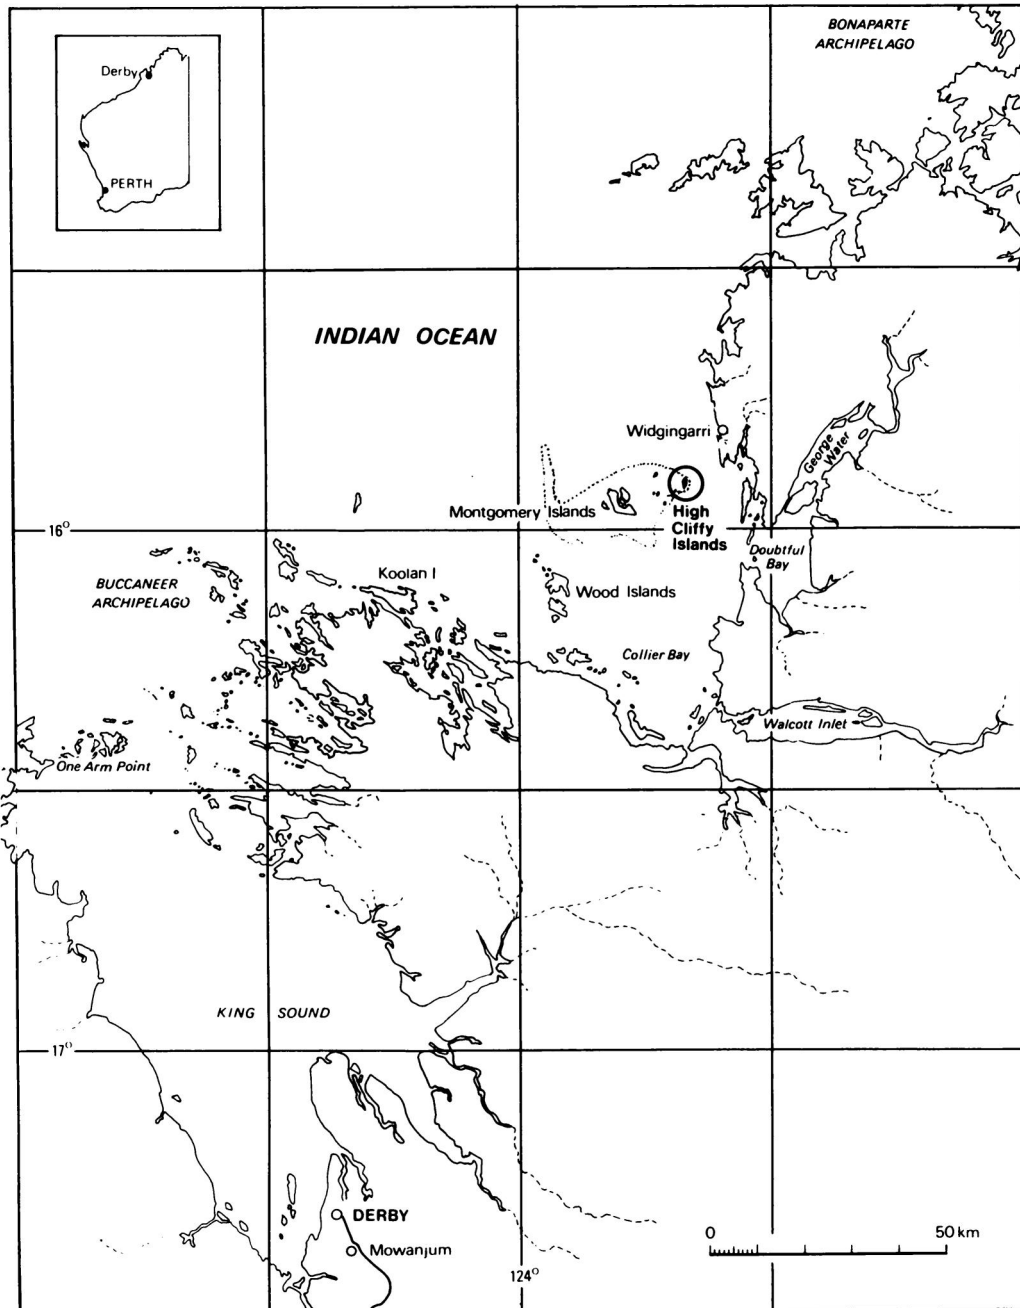 BONAPARTE
ARCHIPELAGO
Derby
PERTH
INDIAN OCEAN
Widgingarri
George
Water
Montgomery Islands
High
Cliffy
Islands
16°
Doubtful
Bay
BUCCANEER
ARCHIPELAGO
Koolan I
Wood Islands
Collier Bay
Walcott Inlet
One Arm Point
KING SOUND
17°
DERBY
Mowanjum
0
50 km
124°